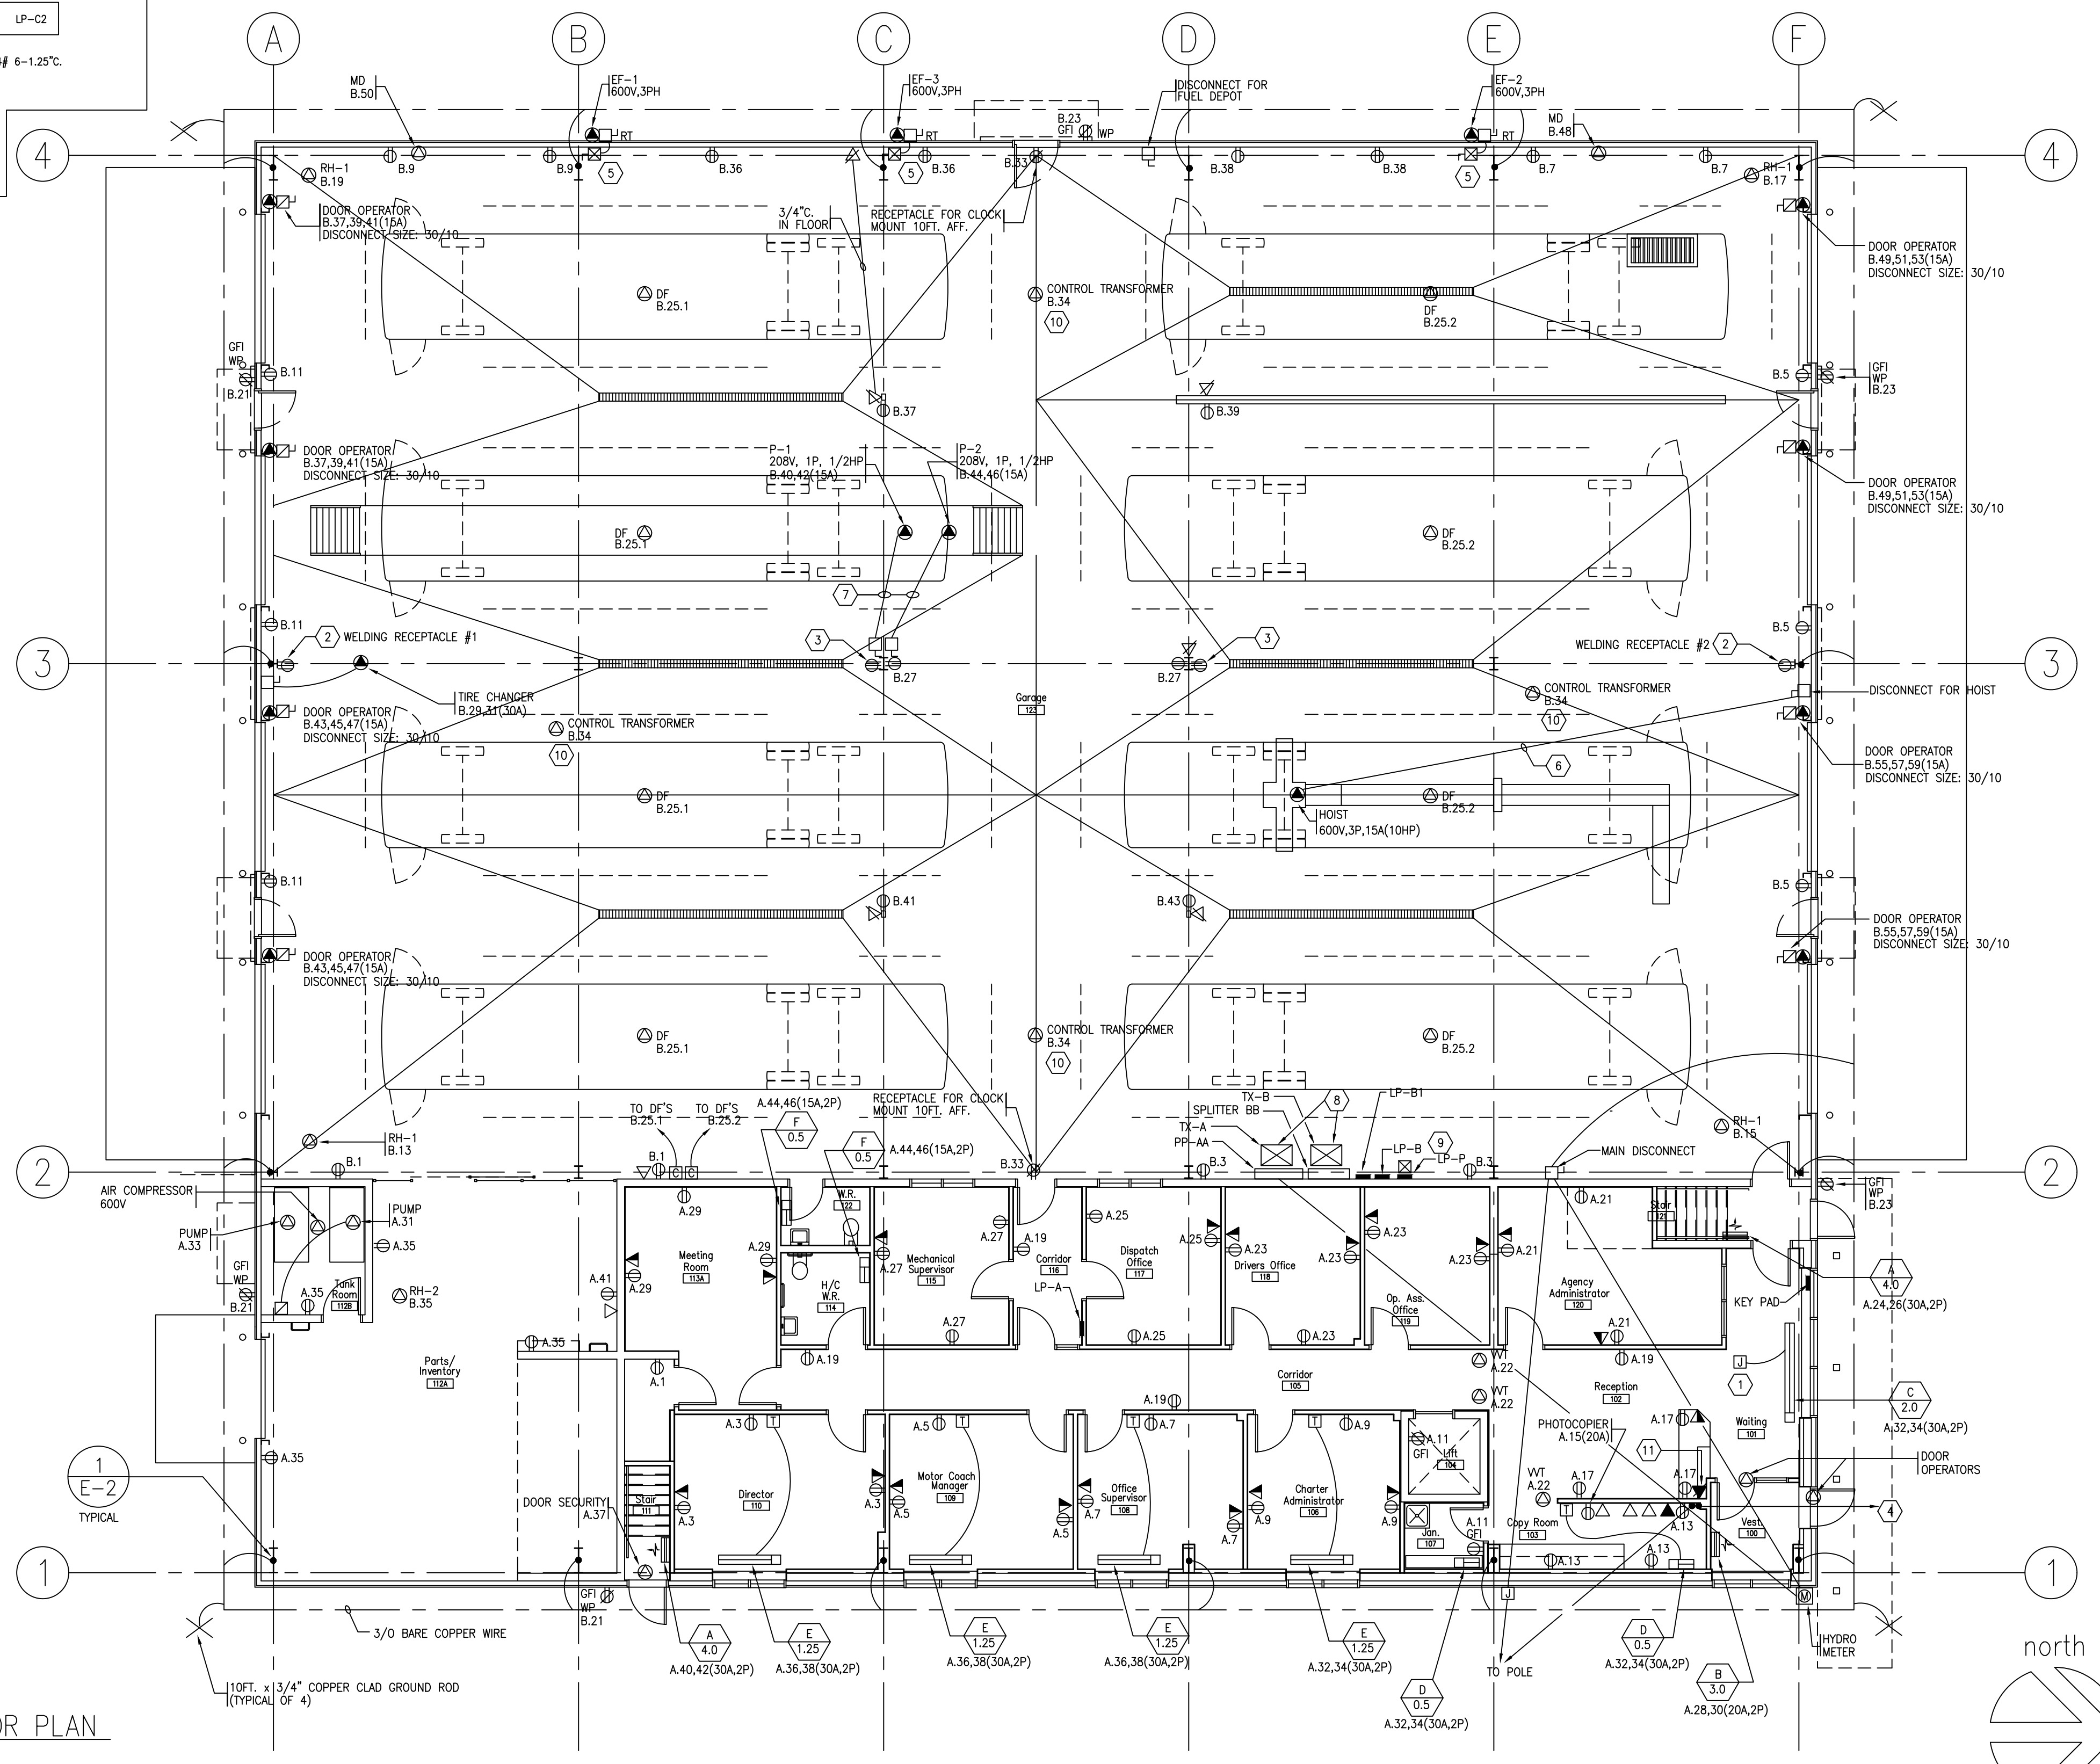 LP-C2
# 6-1.25"C.
A
B
C
D
E
F
4
4
MD
B.50
EF-1
600V,3PH
EF-3
600V,3PH
DISCONNECT FOR
FUEL DEPOT
EF-2
600V,3PH
MD
B.48
RT
RT
B.23
GFI
WP
RT
RH-1
B.19
B.9
B.9
5
B.36
5
B.36
B.33
B.38
B.38
5
B.7
B.7
RH-1
B.17
DOOR OPERATOR
B.37,39,41(15A)
DISCONNECT SIZE: 30/10
3/4"C.
IN FLOOR
RECEPTACLE FOR CLOCK
MOUNT 10FT. AFF.
DOOR OPERATOR
B.49,51,53(15A)
DISCONNECT SIZE: 30/10
DF
B.25.1
CONTROL TRANSFORMER
B.34
10
DF
B.25.2
GFI
WP
B.21
B.11
B.37
B.39
B.5
GFI
WP
B.23
DOOR OPERATOR
B.37,39,41(15A)
DISCONNECT SIZE: 30/10
P-1
208V, 1P, 1/2HP
B.40,42(15A)
P-2
208V, 1P, 1/2HP
B.44,46(15A)
DOOR OPERATOR
B.49,51,53(15A)
DISCONNECT SIZE: 30/10
DF
B.25.1
DF
B.25.2
7
B.11
2
WELDING RECEPTACLE #1
3
3
B.5
WELDING RECEPTACLE #2
2
3
3
B.27
B.27
TIRE CHANGER
B.29,31(30A)
Garage
123
CONTROL TRANSFORMER
B.34
10
DISCONNECT FOR HOIST
DOOR OPERATOR
B.43,45,47(15A)
DISCONNECT SIZE: 30/10
CONTROL TRANSFORMER
B.34
10
6
DOOR OPERATOR
B.55,57,59(15A)
DISCONNECT SIZE: 30/10
DF
B.25.1
DF
B.25.2
HOIST
600V,3P,15A(10HP)
B.11
B.41
B.43
B.5
DOOR OPERATOR
B.55,57,59(15A)
DISCONNECT SIZE: 30/10
DOOR OPERATOR
B.43,45,47(15A)
DISCONNECT SIZE: 30/10
DF
B.25.1
CONTROL TRANSFORMER
B.34
10
DF
B.25.2
TO DF'S
B.25.1
TO DF'S
B.25.2
A.44,46(15A,2P)
F
0.5
F
0.5
A.44,46(15A,2P)
RECEPTACLE FOR CLOCK
MOUNT 10FT. AFF.
TX-B
8
LP-B1
SPLITTER BB
TX-A
PP-AA
LP-B
9
LP-P
RH-1
B.15
MAIN DISCONNECT
RH-1
B.13
2
2
B.1
B.1
C
C
B.33
B.3
B.3
AIR COMPRESSOR
600V
PUMP
A.33
PUMP
A.31
A.35
GFI
WP
B.21
A.35
Tank
Room
112B
RH-2
B.35
A.41
A.29
A.29
A.29
Meeting
Room
113A
W.R.
122
H/C
W.R.
114
A.27
A.27
A.27
Mechanical
Supervisor
115
A.19
Corridor
116
LP-A
A.25
A.25
A.25
Dispatch
Office
117
A.23
A.23
A.23
Drivers Office
118
A.23
A.23
Op. Ass.
Office
119
A.21
A.21
A.21
Agency
Administrator
120
Stair
121
GFI
WP
B.23
A
4.0
A.24,26(30A,2P)
KEY PAD
A.35
Parts/
Inventory
112A
A.1
A.19
Corridor
105
VVT
A.22
VVT
A.22
A.19
Reception
102
J
1
C
2.0
A.32,34(30A,2P)
A.35
1
E-2
TYPICAL
DOOR SECURITY
A.37
Stair
111
A.3
T
A.3
A.3
Director
110
A.5
T
A.5
A.5
Motor Coach
Manager
109
A.19
T
A.7
A.7
A.7
Office
Supervisor
108
T
A.9
A.9
A.9
Charter
Administrator
106
A.11
GFI
Lift
104
Jan.
107
A.11
GFI
PHOTOCOPIER
A.15(20A)
A.17
11
Waiting
101
DOOR
OPERATORS
VVT
A.22
A.17
A.17
T
Copy Room
103
A.13
A.13
A.13
Vest.
100
4
1
1
GFI
WP
B.21
J
M
3/0 BARE COPPER WIRE
A
4.0
A.40,42(30A,2P)
E
1.25
A.36,38(30A,2P)
E
1.25
A.36,38(30A,2P)
E
1.25
A.36,38(30A,2P)
E
1.25
A.32,34(30A,2P)
D
0.5
A.32,34(30A,2P)
TO POLE
D
0.5
A.32,34(30A,2P)
B
3.0
A.28,30(20A,2P)
HYDRO
METER
10FT. x 3/4" COPPER CLAD GROUND ROD
(TYPICAL OF 4)
north
PLAN